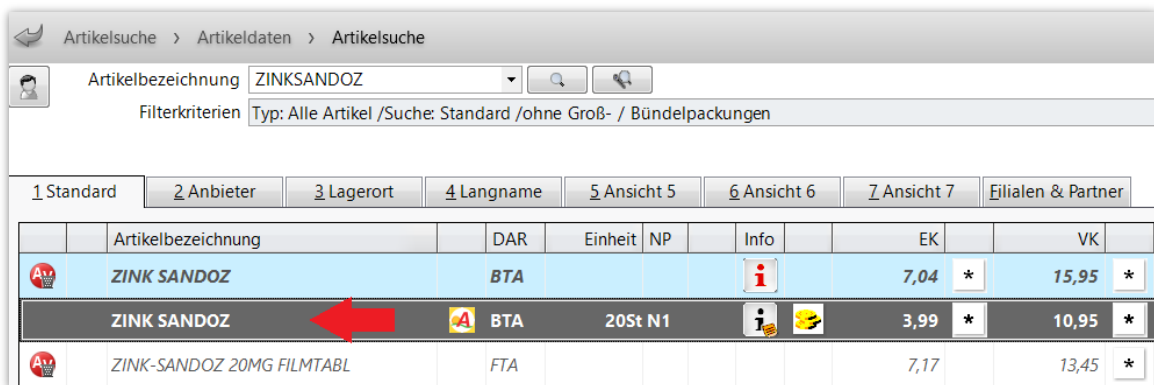 Artikelsuche > Artikeldaten > Artikelsuche
Artikelbezeichnung ZINKSANDOZ
Filterkriterien Typ: Alle Artikel /Suche: Standard /ohne Groß- / Bündelpackungen
1 Standard 2 Anbieter 3 Lagerort 4 Langname 5 Ansicht 5 6 Ansicht 6 7 Ansicht 7 Filialen & Partner
Artikelbezeichnung DAR Einheit NP Info EK VK
AV ZINK SANDOZ BTA i 7,04 * 15,95 *
ZINK SANDOZ A BTA 20St N1 i 3,99 * 10,95 *
AV ZINK-SANDOZ 20MG FILMTABL FTA 7,17 13,45 *